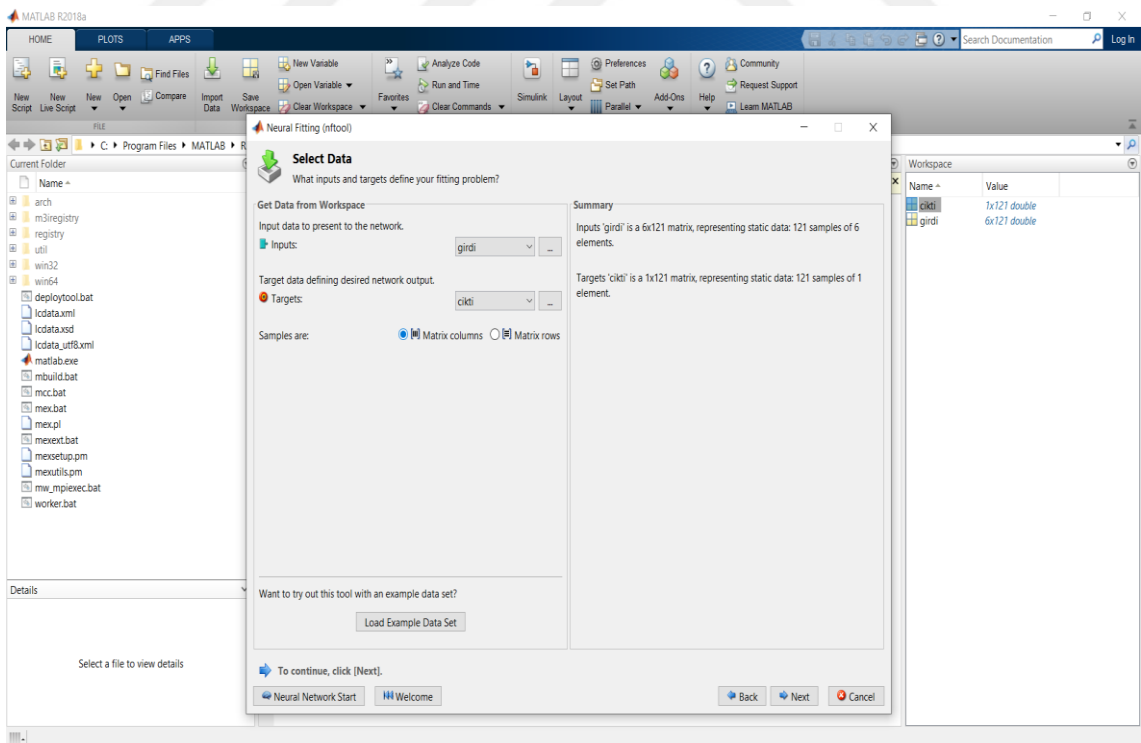 MATLAB R2018a
HOME PLOTS APPS
Search Documentation
Log In
New Script
New Live Script
New
Open
Find Files
Compare
Import Data
Save Workspace
New Variable
Open Variable
Clear Workspace
Favorites
Analyze Code
Run and Time
Clear Commands
Simulink
Layout
Preferences
Set Path
Parallel
Add-Ons
Help
Community
Request Support
Learn MATLAB
FILE
C: Program Files MATLAB R
Current Folder
Name
arch
m3iregistry
registry
util
win32
win64
deploytool.bat
lcdata.xml
lcdata.xsd
lcdata_utf8.xml
matlab.exe
mbuild.bat
mcc.bat
mex.bat
mex.pl
mexext.bat
mexsetup.pm
mexutils.pm
mw_mpiexec.bat
worker.bat
Details
Select a file to view details
Neural Fitting (nftool)
Select Data
What inputs and targets define your fitting problem?
Get Data from Workspace
Input data to present to the network.
Inputs: girdi ...
Target data defining desired network output.
Targets: cikti ...
Samples are: Matrix columns Matrix rows
Want to try out this tool with an example data set?
Load Example Data Set
Summary
Inputs 'girdi' is a 6x121 matrix, representing static data: 121 samples of 6
elements.
Targets 'cikti' is a 1x121 matrix, representing static data: 121 samples of 1
element.
To continue, click [Next].
Neural Network Start Welcome Back Next Cancel
Workspace
Name Value
cikti 1x121 double
girdi 6x121 double